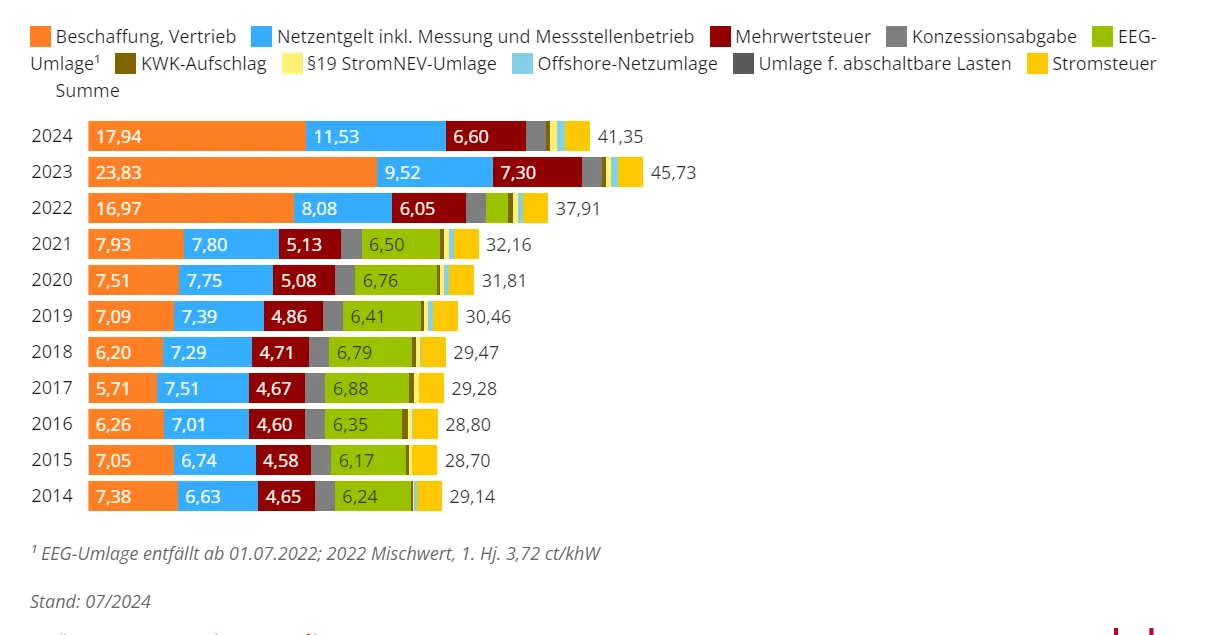 Beschaffung, Vertrieb Netzentgelt inkl. Messung und Messstellenbetrieb Mehrwertsteuer Konzessionsabgabe EEG-
Umlage¹ KWK-Aufschlag §19 StromNEV-Umlage Offshore-Netzumlage Umlage f. abschaltbare Lasten Stromsteuer
Summe
2024 17,94 11,53 6,60 41,35
2023 23,83 9,52 7,30 45,73
2022 16,97 8,08 6,05 37,91
2021 7,93 7,80 5,13 6,50 32,16
2020 7,51 7,75 5,08 6,76 31,81
2019 7,09 7,39 4,86 6,41 30,46
2018 6,20 7,29 4,71 6,79 29,47
2017 5,71 7,51 4,67 6,88 29,28
2016 6,26 7,01 4,60 6,35 28,80
2015 7,05 6,74 4,58 6,17 28,70
2014 7,38 6,63 4,65 6,24 29,14
¹ EEG-Umlage entfällt ab 01.07.2022; 2022 Mischwert, 1. Hj. 3,72 ct/khW
Stand: 07/2024